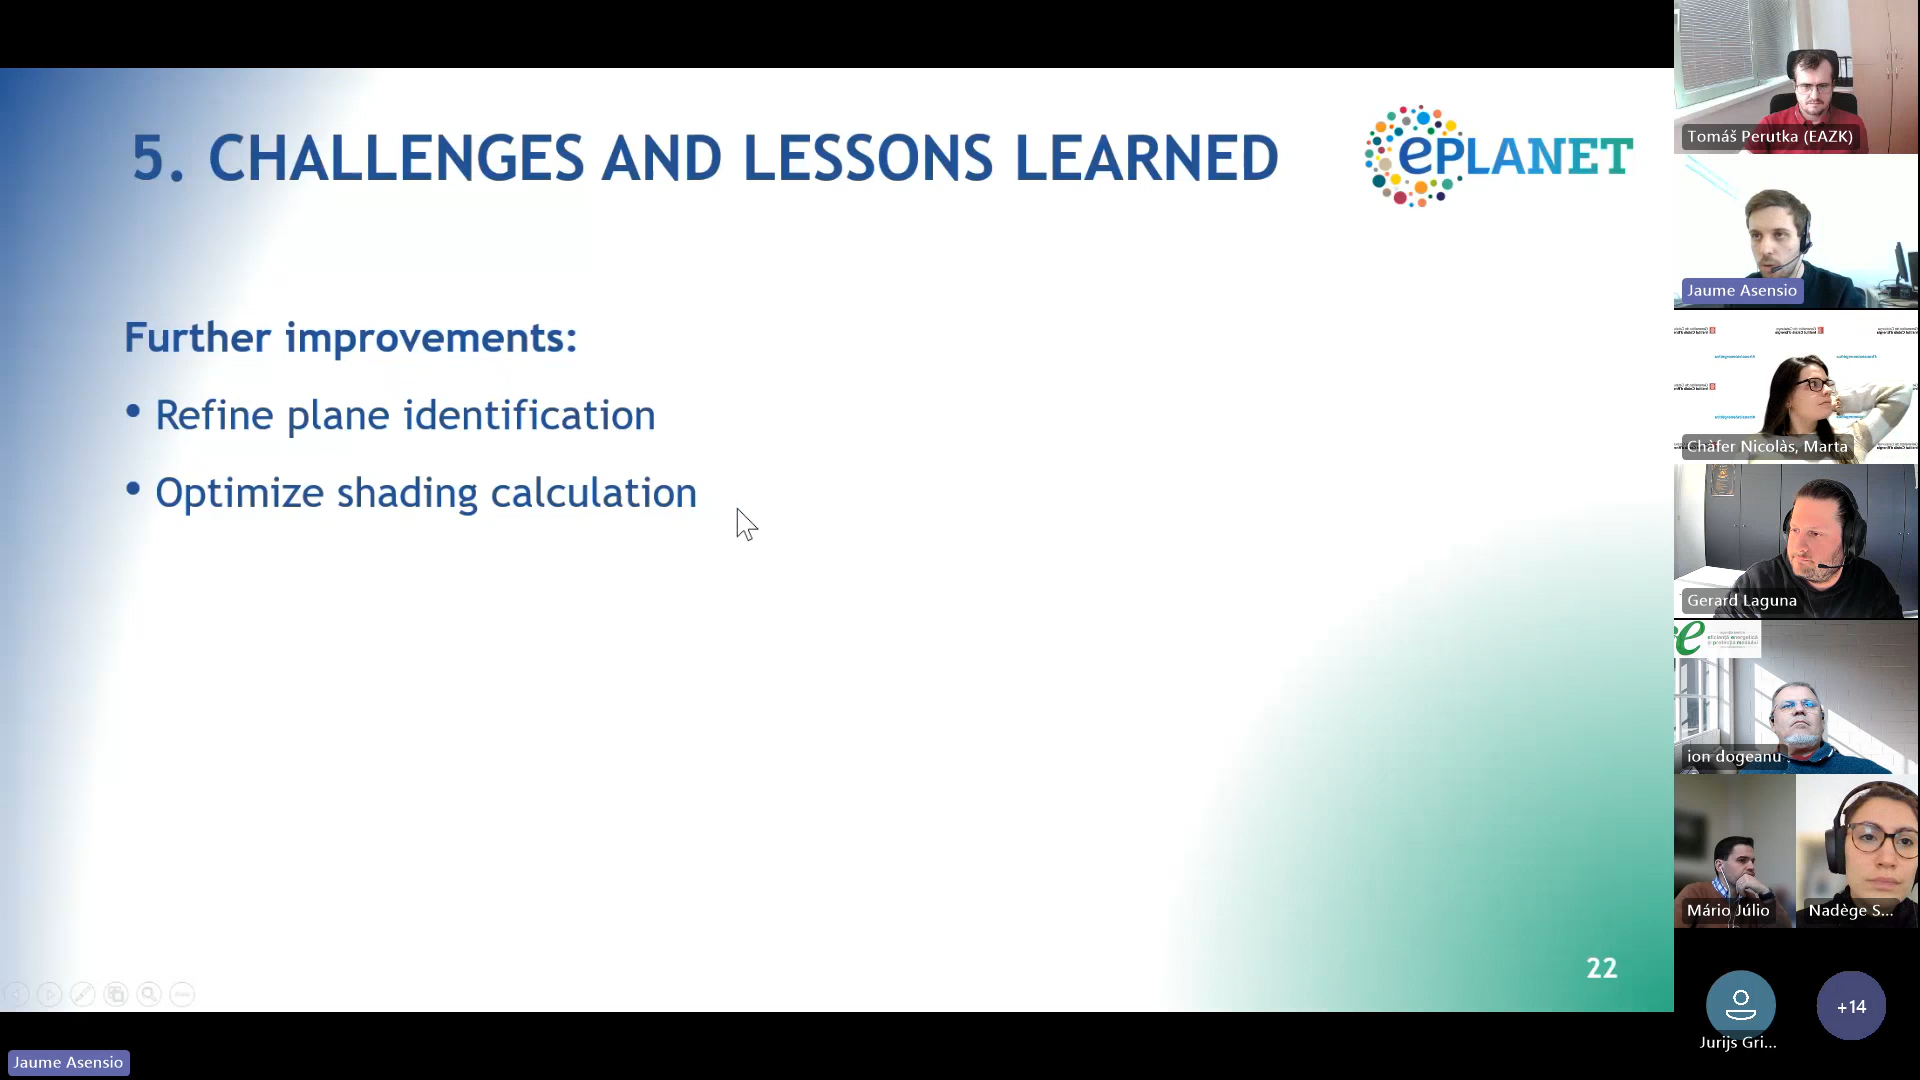 5. CHALLENGES AND LESSONS LEARNED
ePLANET
Further improvements:
• Refine plane identification
• Optimize shading calculation
22
Jaume Asensio
Tomáš Perutka (EAZK)
Jaume Asensio
Chàfer Nicolàs, Marta
Gerard Laguna
ion dogeanu
Mário Júlio
Nadège S...
Jurijs Gri...
+14